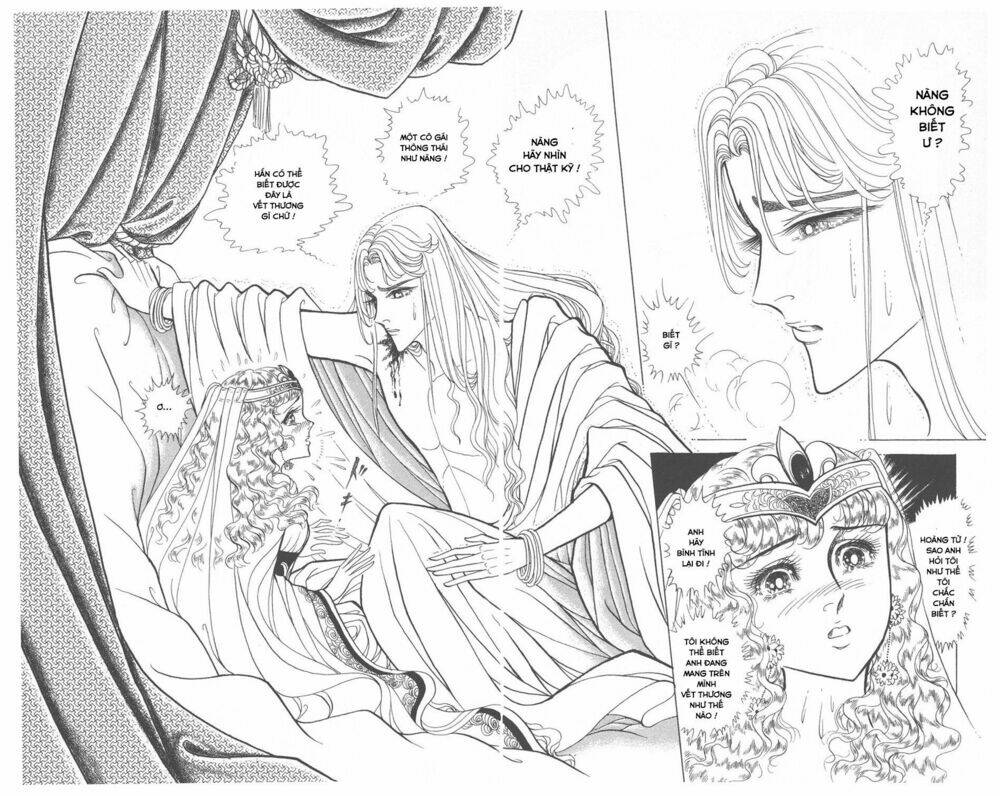 NÀNG
KHÔNG
BIẾT
Ư ?
BIẾT
GÌ ?
HOÀNG TỬ !
SAO ANH
HỎI TÔI
NHƯ THỂ
TÔI
CHẮC
CHẮN
BIẾT ?
ANH
HÃY
BÌNH TĨNH
LẠI ĐI !
TÔI KHÔNG
THỂ BIẾT
ANH ĐANG
MANG TRÊN
MÌNH
VẾT THƯƠNG
NHƯ THẾ
NÀO !
NÀNG
HÃY NHÌN
CHO THẬT KỸ !
MỘT CÔ GÁI
THÔNG THÁI
NHƯ NÀNG !
HẲN CÓ THỂ
BIẾT ĐƯỢC
ĐÂY LÀ
VẾT THƯƠNG
GÌ CHỨ !
Ơ...
ドキ